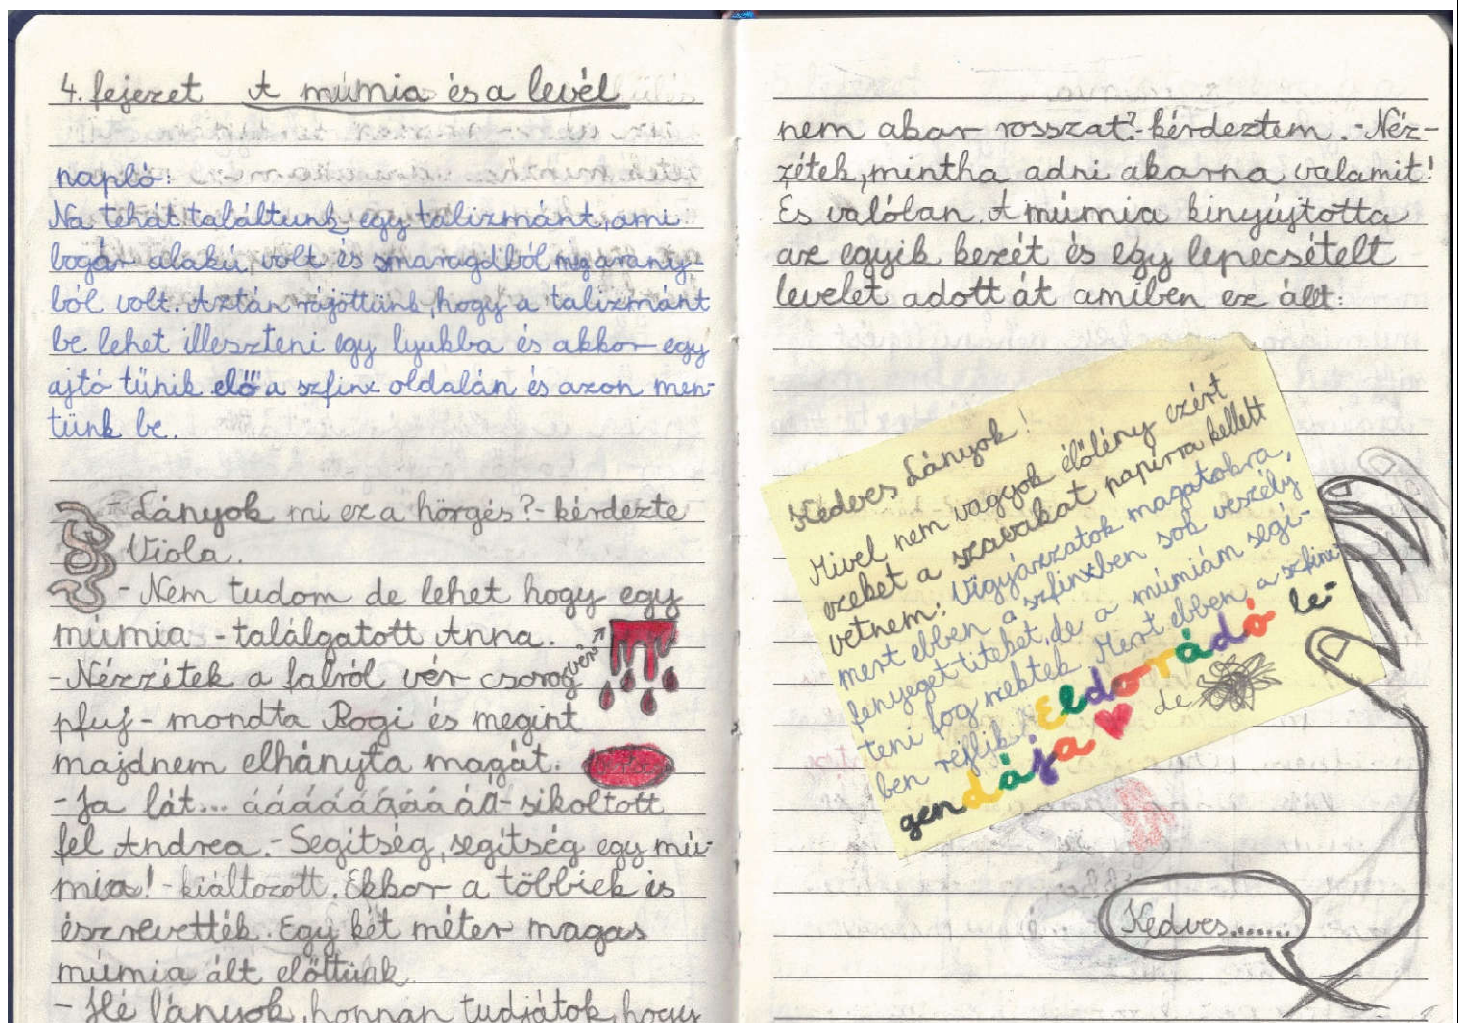 4. fejezet A múmia és a levél
napló:
Na tehát találtunk egy talizmánt, ami
bogár alakú volt és smaragdból meg arany-
ból volt. Aztán rájöttünk, hogy a talizmánt
be lehet illeszteni egy lyukba és akkor egy
ajtó tűnik elő a szfinx oldalán és azon men-
tünk be.
Lányok mi ez a hörgés?- kérdezte
Viola.
- Nem tudom de lehet hogy egy
múmia - találgatott Anna.
- Nézzétek a falról vér csorog
vér
pfuj - mondta Rogi és megint
majdnem elhányta magát.
- Ja lát... áááááááááá- sikoltott
fel Andrea. - Segítség, segítség egy mú-
mia! - kiáltozott. Ekkor a többiek is
észrevették. Egy két méter magas
múmia ált előttünk.
- Hé lányok, honnan tudjátok, hogy
nem akar rosszat?- kérdeztem. - Néz-
zétek, mintha adni akarna valamit!
És valólan. A múmia kinyújtotta
az egyik kezét és egy lepecsételt
levelet adott át amiben ez állt:
Kedves Lányok!
Mivel nem vagyok élőlény ezért
ezeket a szavakat papírra kellett
vetnem: Vigyázzatok magatokra,
mert ebben a szfinxben sok veszély
fenyeget titeket, de a múmiám segí-
teni fog nektek. Mert ebben a szfinx-
ben réjlik Eldorádó le-
de
gendája
Kedves.......